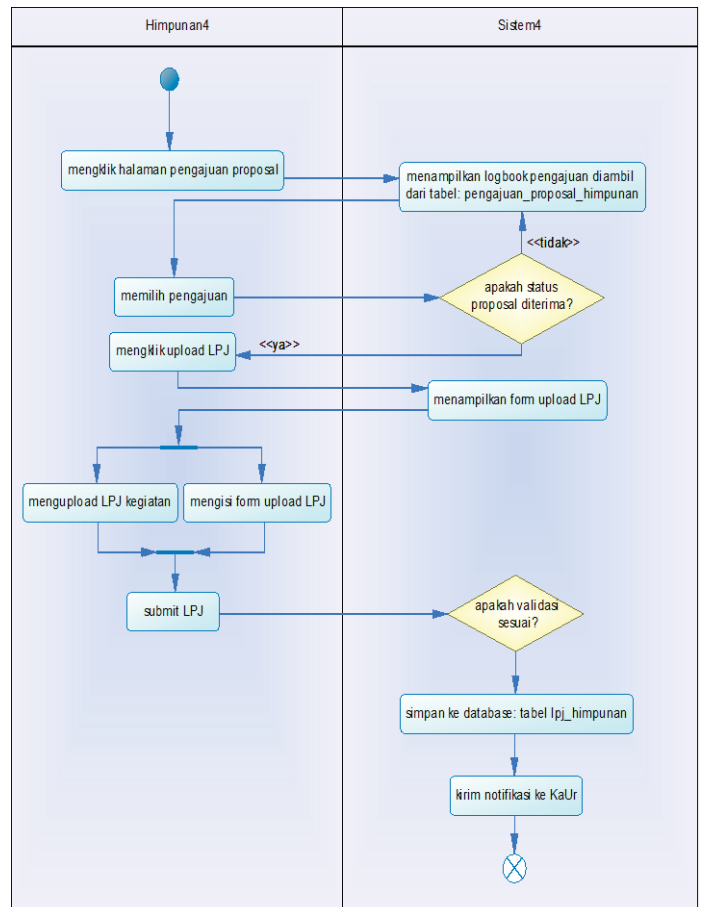 Himpunan4
Sistem4
mengklik halaman pengajuan proposal
menampilkan logbook pengajuan diambil
dari tabel: pengajuan_proposal_himpunan
<<tidak>>
memilih pengajuan
apakah status
proposal diterima?
mengklik upload LPJ
<<ya>>
menampilkan form upload LPJ
mengupload LPJ kegiatan
mengisi form upload LPJ
submit LPJ
apakah validasi
sesuai?
simpan ke database: tabel lpj_himpunan
kirim notifikasi ke KaUr